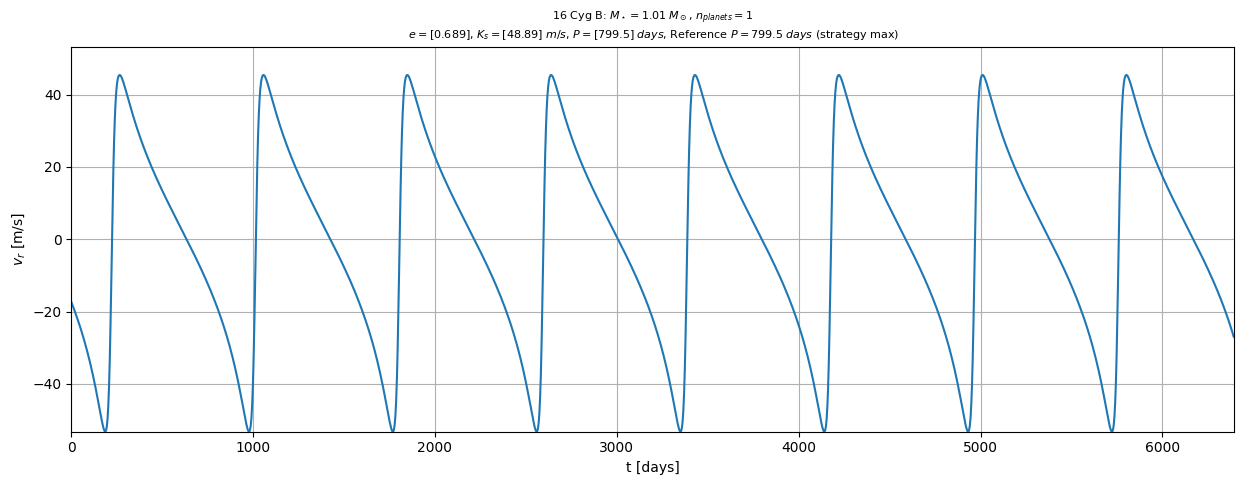 16 Cyg B: $M_\star = 1.01\ M_\odot$, $n_{planets} = 1$
$e = [0.689]$, $K_s = [48.89]\ m/s$, $P = [799.5]\ days$, Reference $P = 799.5\ days$ (strategy max)
40
20
0
−20
−40
$v_r$ [m/s]
0 1000 2000 3000 4000 5000 6000
t [days]